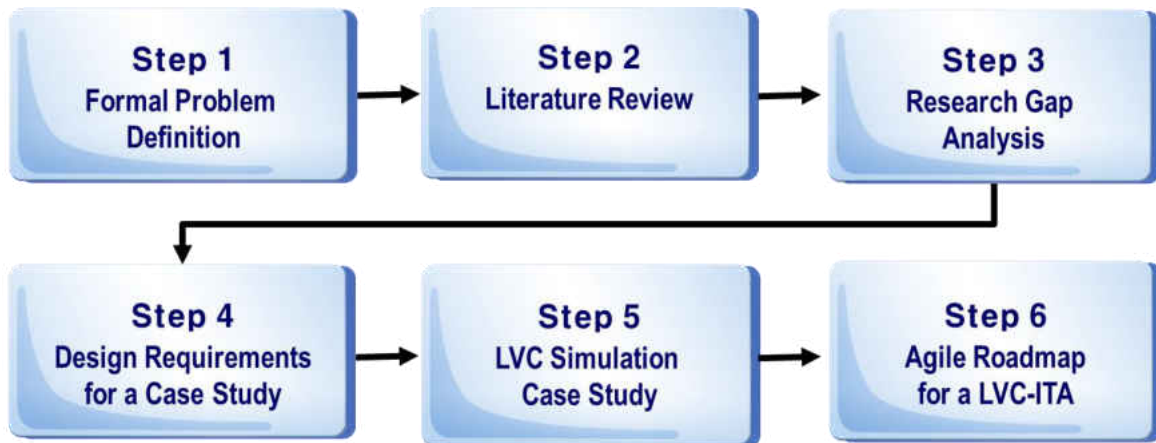 Step 1
Formal Problem
Definition
Step 2
Literature Review
Step 3
Research Gap
Analysis
Step 4
Design Requirements
for a Case Study
Step 5
LVC Simulation
Case Study
Step 6
Agile Roadmap
for a LVC-ITA